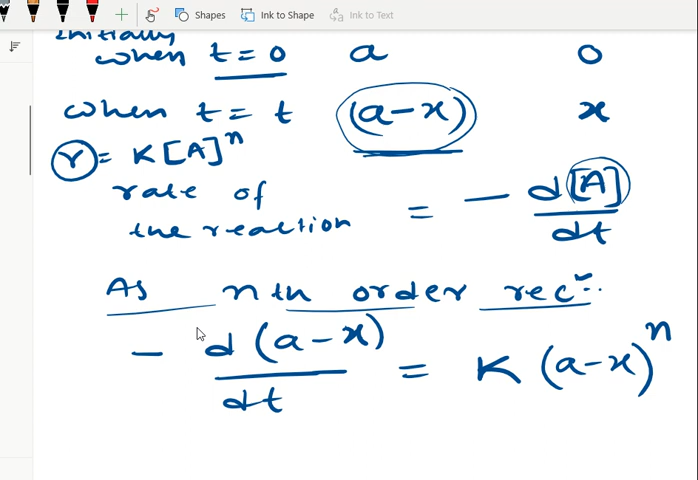 Shapes Ink to Shape Ink to Text
Initially
when t = 0 a 0
when t = t (a-x) x
r = K[A]^n
rate of
the reaction = - d[A]/dt
As nth order rec^n:
- d(a-x)/dt = K(a-x)^n